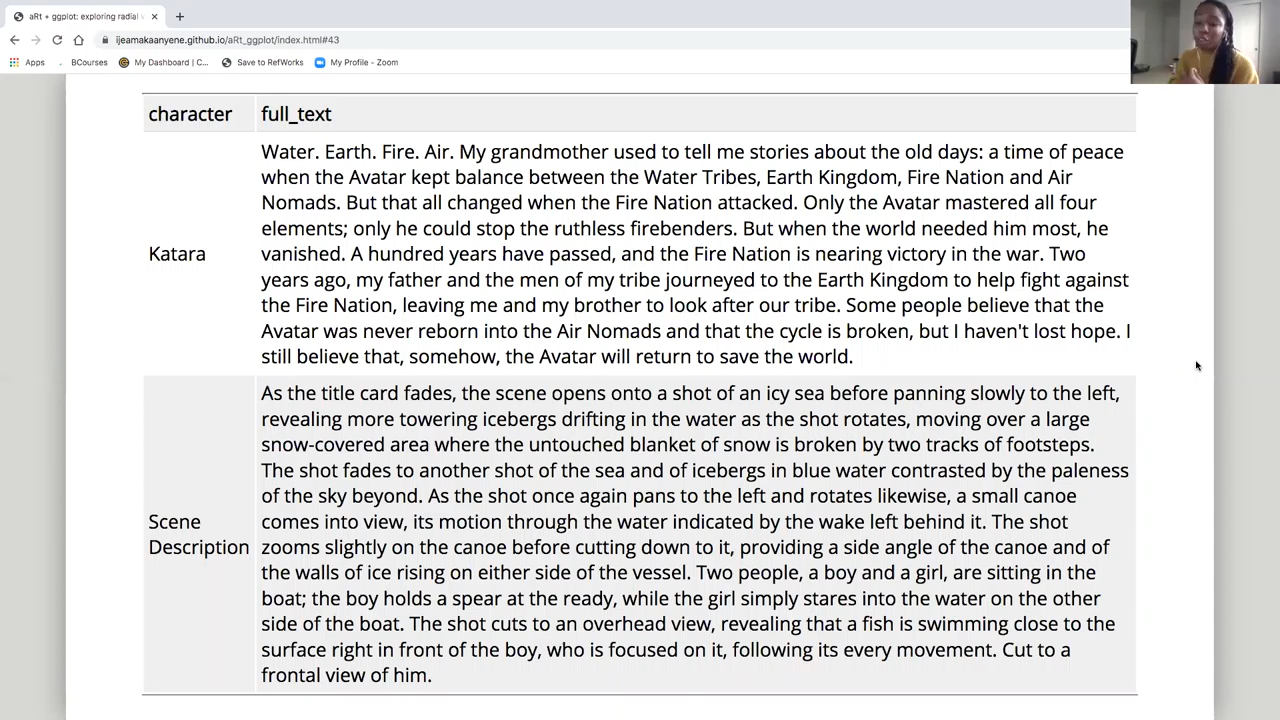 aRt + ggplot: exploring radial v
ijeamakaanyene.github.io/aRt_ggplot/index.html#43
Apps BCourses My Dashboard | C... Save to RefWorks My Profile - Zoom
character full_text
Water. Earth. Fire. Air. My grandmother used to tell me stories about the old days: a time of peace
when the Avatar kept balance between the Water Tribes, Earth Kingdom, Fire Nation and Air
Nomads. But that all changed when the Fire Nation attacked. Only the Avatar mastered all four
elements; only he could stop the ruthless firebenders. But when the world needed him most, he
Katara vanished. A hundred years have passed, and the Fire Nation is nearing victory in the war. Two
years ago, my father and the men of my tribe journeyed to the Earth Kingdom to help fight against
the Fire Nation, leaving me and my brother to look after our tribe. Some people believe that the
Avatar was never reborn into the Air Nomads and that the cycle is broken, but I haven't lost hope. I
still believe that, somehow, the Avatar will return to save the world.
As the title card fades, the scene opens onto a shot of an icy sea before panning slowly to the left,
revealing more towering icebergs drifting in the water as the shot rotates, moving over a large
snow-covered area where the untouched blanket of snow is broken by two tracks of footsteps.
The shot fades to another shot of the sea and of icebergs in blue water contrasted by the paleness
of the sky beyond. As the shot once again pans to the left and rotates likewise, a small canoe
Scene comes into view, its motion through the water indicated by the wake left behind it. The shot
Description zooms slightly on the canoe before cutting down to it, providing a side angle of the canoe and of
the walls of ice rising on either side of the vessel. Two people, a boy and a girl, are sitting in the
boat; the boy holds a spear at the ready, while the girl simply stares into the water on the other
side of the boat. The shot cuts to an overhead view, revealing that a fish is swimming close to the
surface right in front of the boy, who is focused on it, following its every movement. Cut to a
frontal view of him.